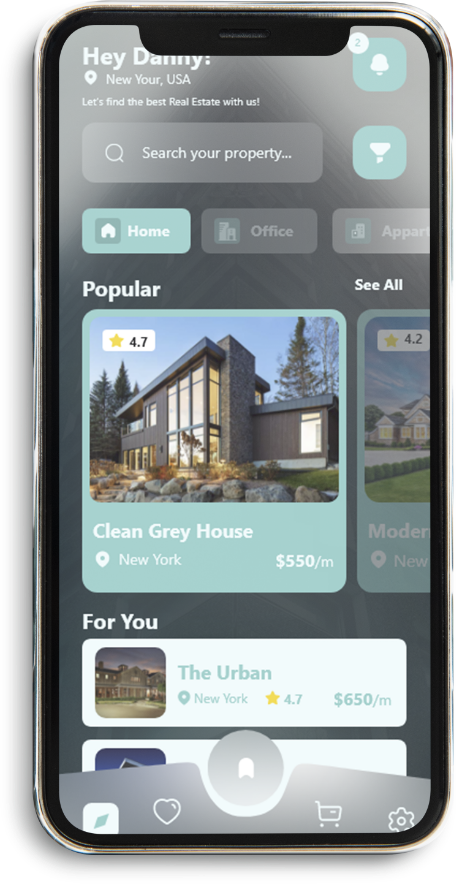 Hey Danny!
2
New Your, USA
Let's find the best Real Estate with us!
Search your property...
Home
Office
Appart
Popular
See All
4.7
4.2
Clean Grey House
Modern
New York
$550/m
New
For You
The Urban
New York
4.7
$650/m